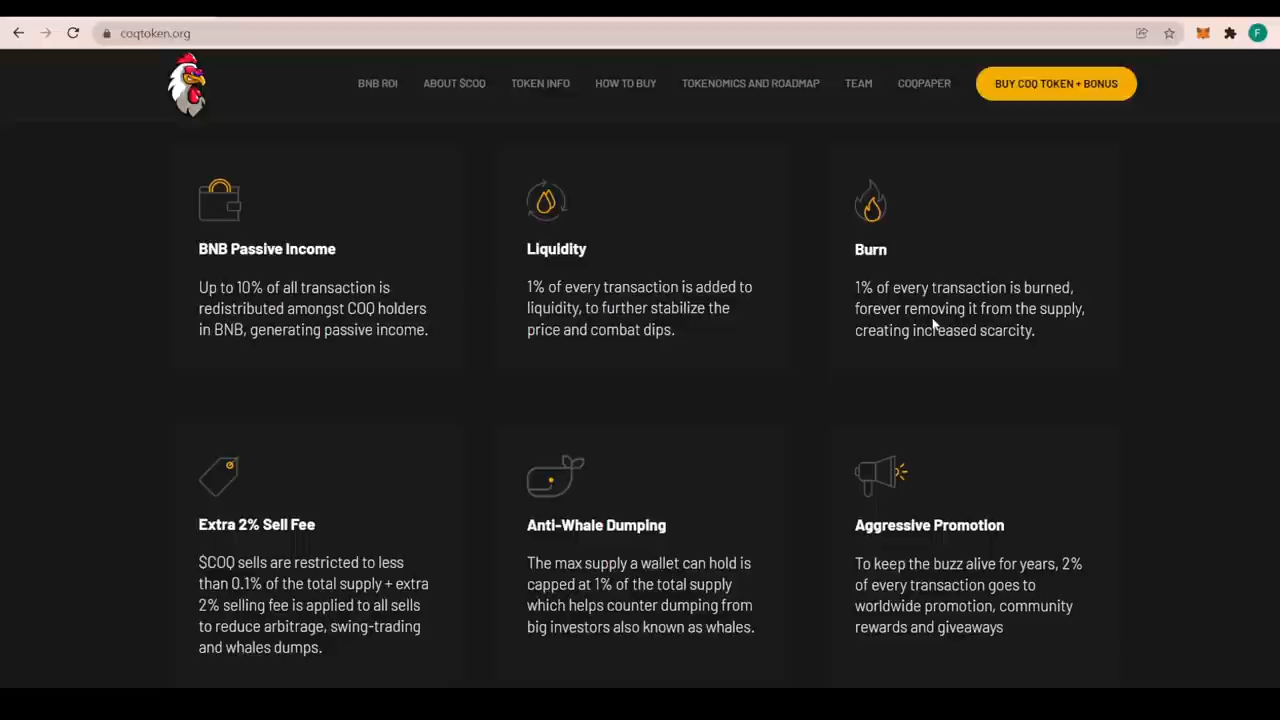 coqtoken.org
F
BNB ROI ABOUT $COQ TOKEN INFO HOW TO BUY TOKENOMICS AND ROADMAP TEAM COQPAPER BUY COQ TOKEN + BONUS
BNB Passive Income
Up to 10% of all transaction is
redistributed amongst COQ holders
in BNB, generating passive income.
Liquidity
1% of every transaction is added to
liquidity, to further stabilize the
price and combat dips.
Burn
1% of every transaction is burned,
forever removing it from the supply,
creating increased scarcity.
Extra 2% Sell Fee
$COQ sells are restricted to less
than 0.1% of the total supply + extra
2% selling fee is applied to all sells
to reduce arbitrage, swing-trading
and whales dumps.
Anti-Whale Dumping
The max supply a wallet can hold is
capped at 1% of the total supply
which helps counter dumping from
big investors also known as whales.
Aggressive Promotion
To keep the buzz alive for years, 2%
of every transaction goes to
worldwide promotion, community
rewards and giveaways